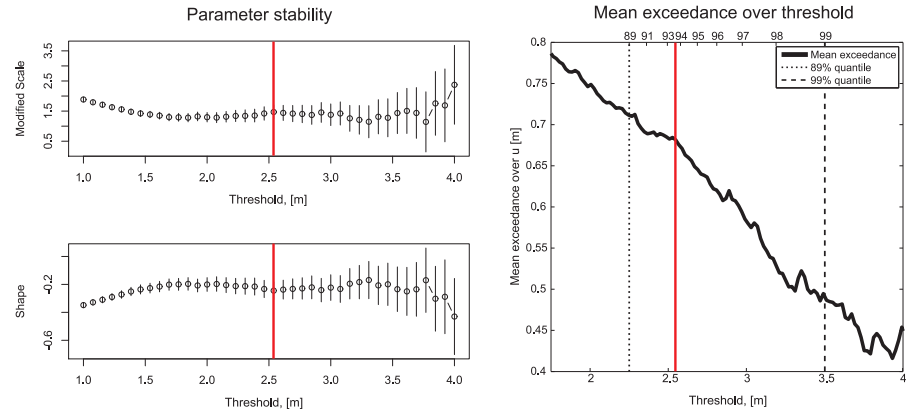 Parameter stability
Modified Scale
0.5 1.5 2.5 3.5
1.0 1.5 2.0 2.5 3.0 3.5 4.0
Threshold, [m]
Shape
-0.6 -0.2
1.0 1.5 2.0 2.5 3.0 3.5 4.0
Threshold, [m]
Mean exceedance over threshold
89 91 93 94 95 96 97 98 99
Mean exceedance
89% quantile
99% quantile
Mean exceedance over u [m]
0.8
0.75
0.7
0.65
0.6
0.55
0.5
0.45
0.4
2 2.5 3 3.5 4
Threshold, [m]